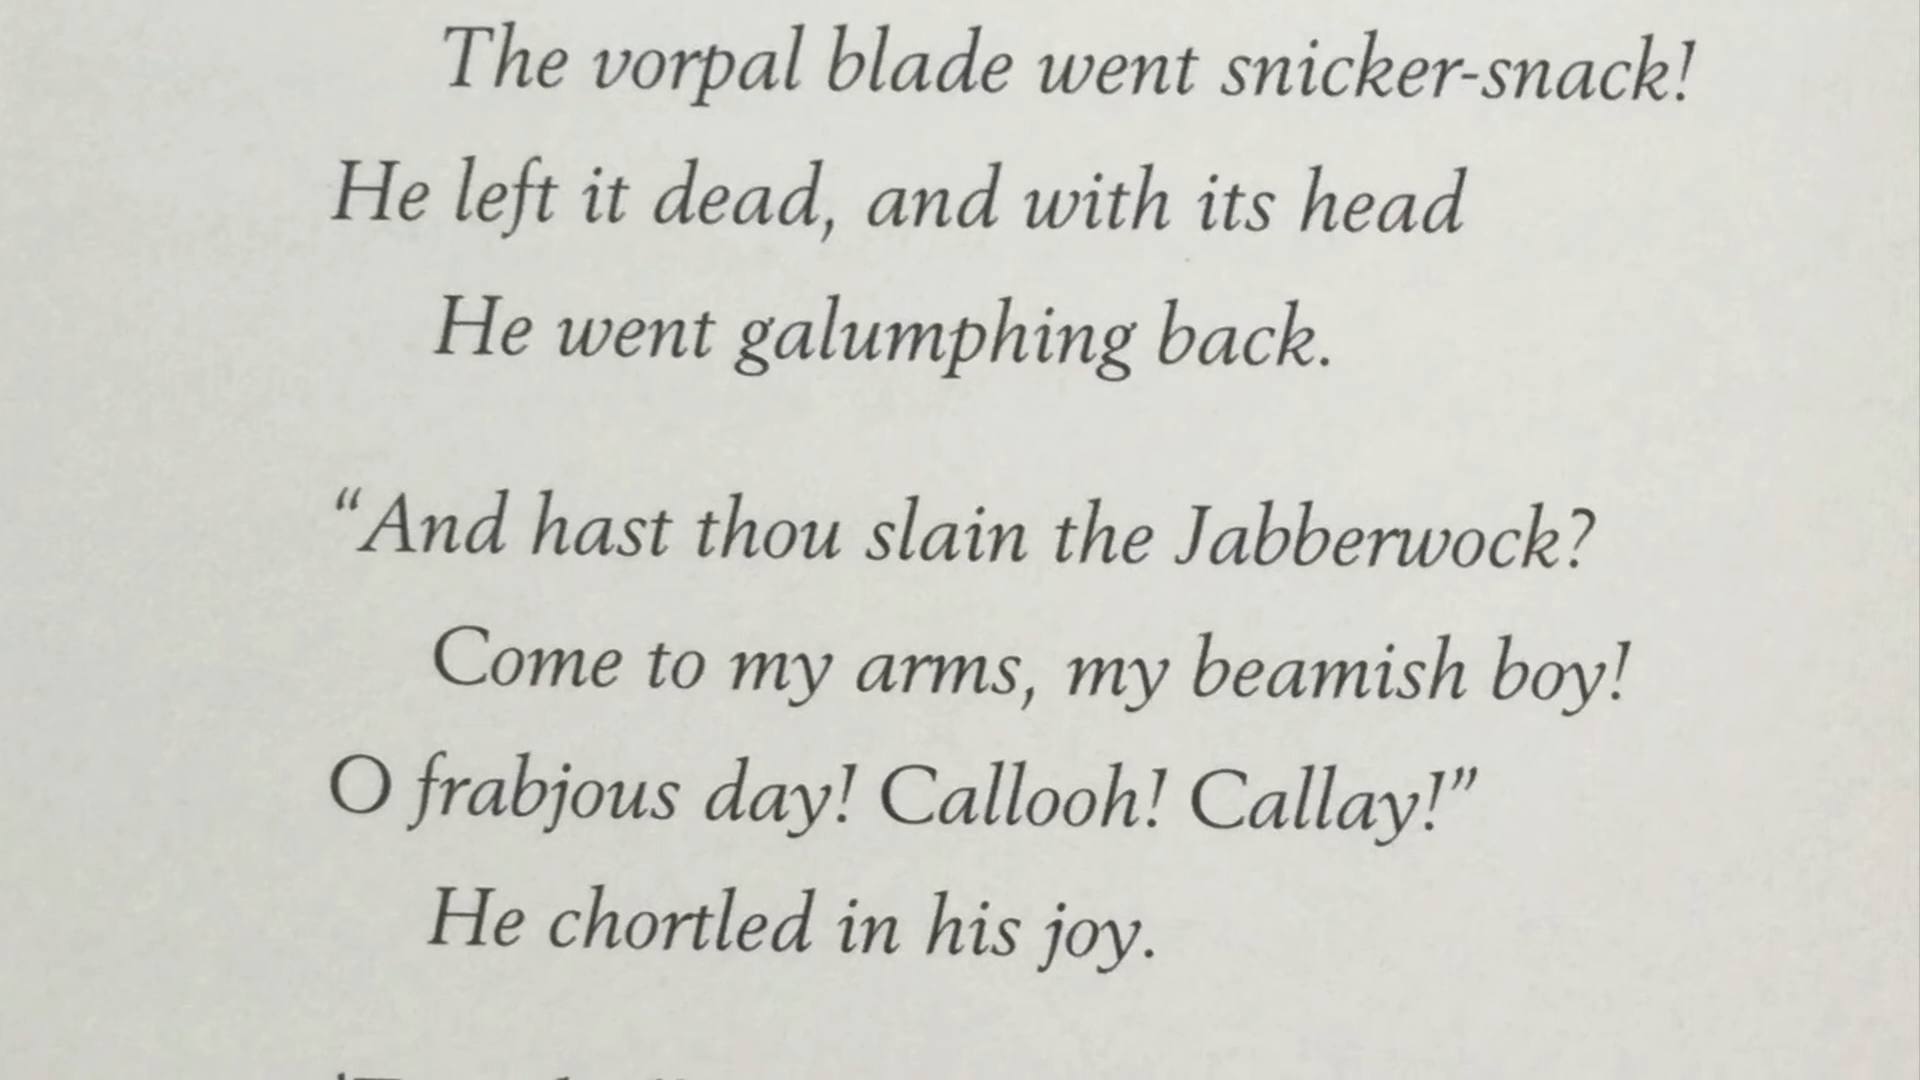 The vorpal blade went snicker-snack!
He left it dead, and with its head
He went galumphing back.
“And hast thou slain the Jabberwock?
Come to my arms, my beamish boy!
O frabjous day! Callooh! Callay!”
He chortled in his joy.